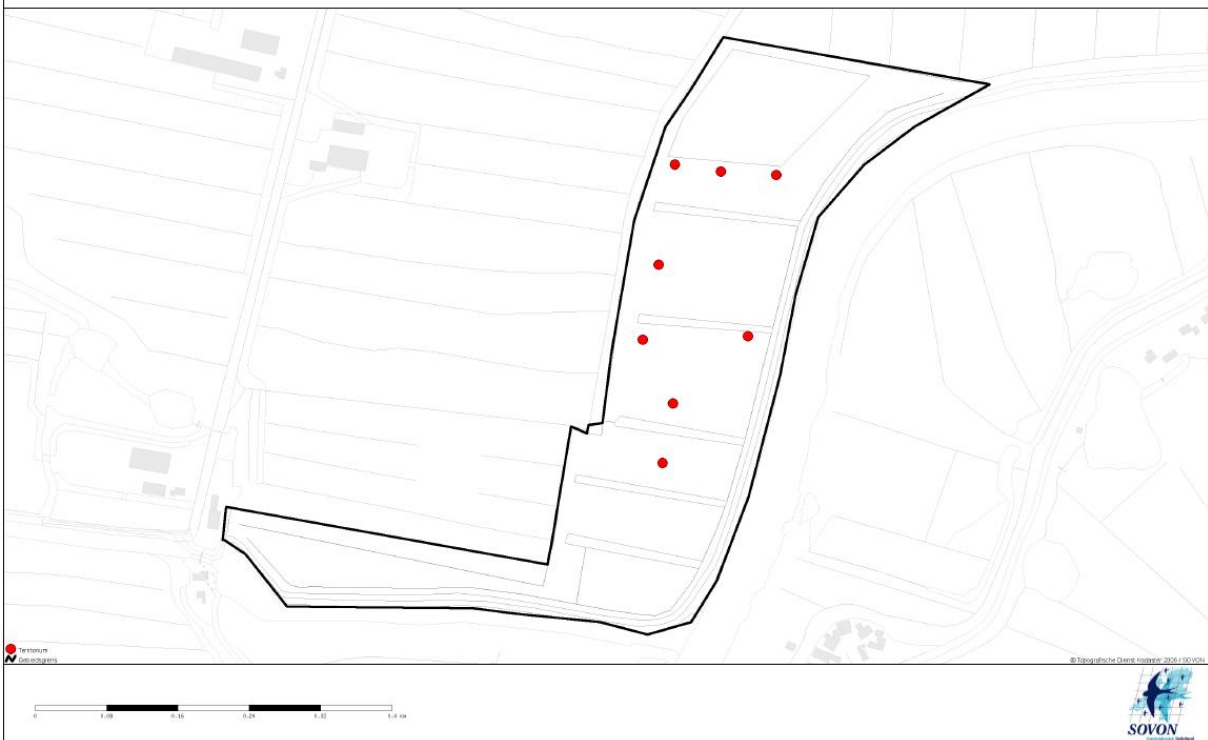 Territorium
Gebiedsgrens
© Topografische Dienst Kadaster 2006 / SOVON
0 0.08 0.16 0.24 0.32 0.4 km
SOVON